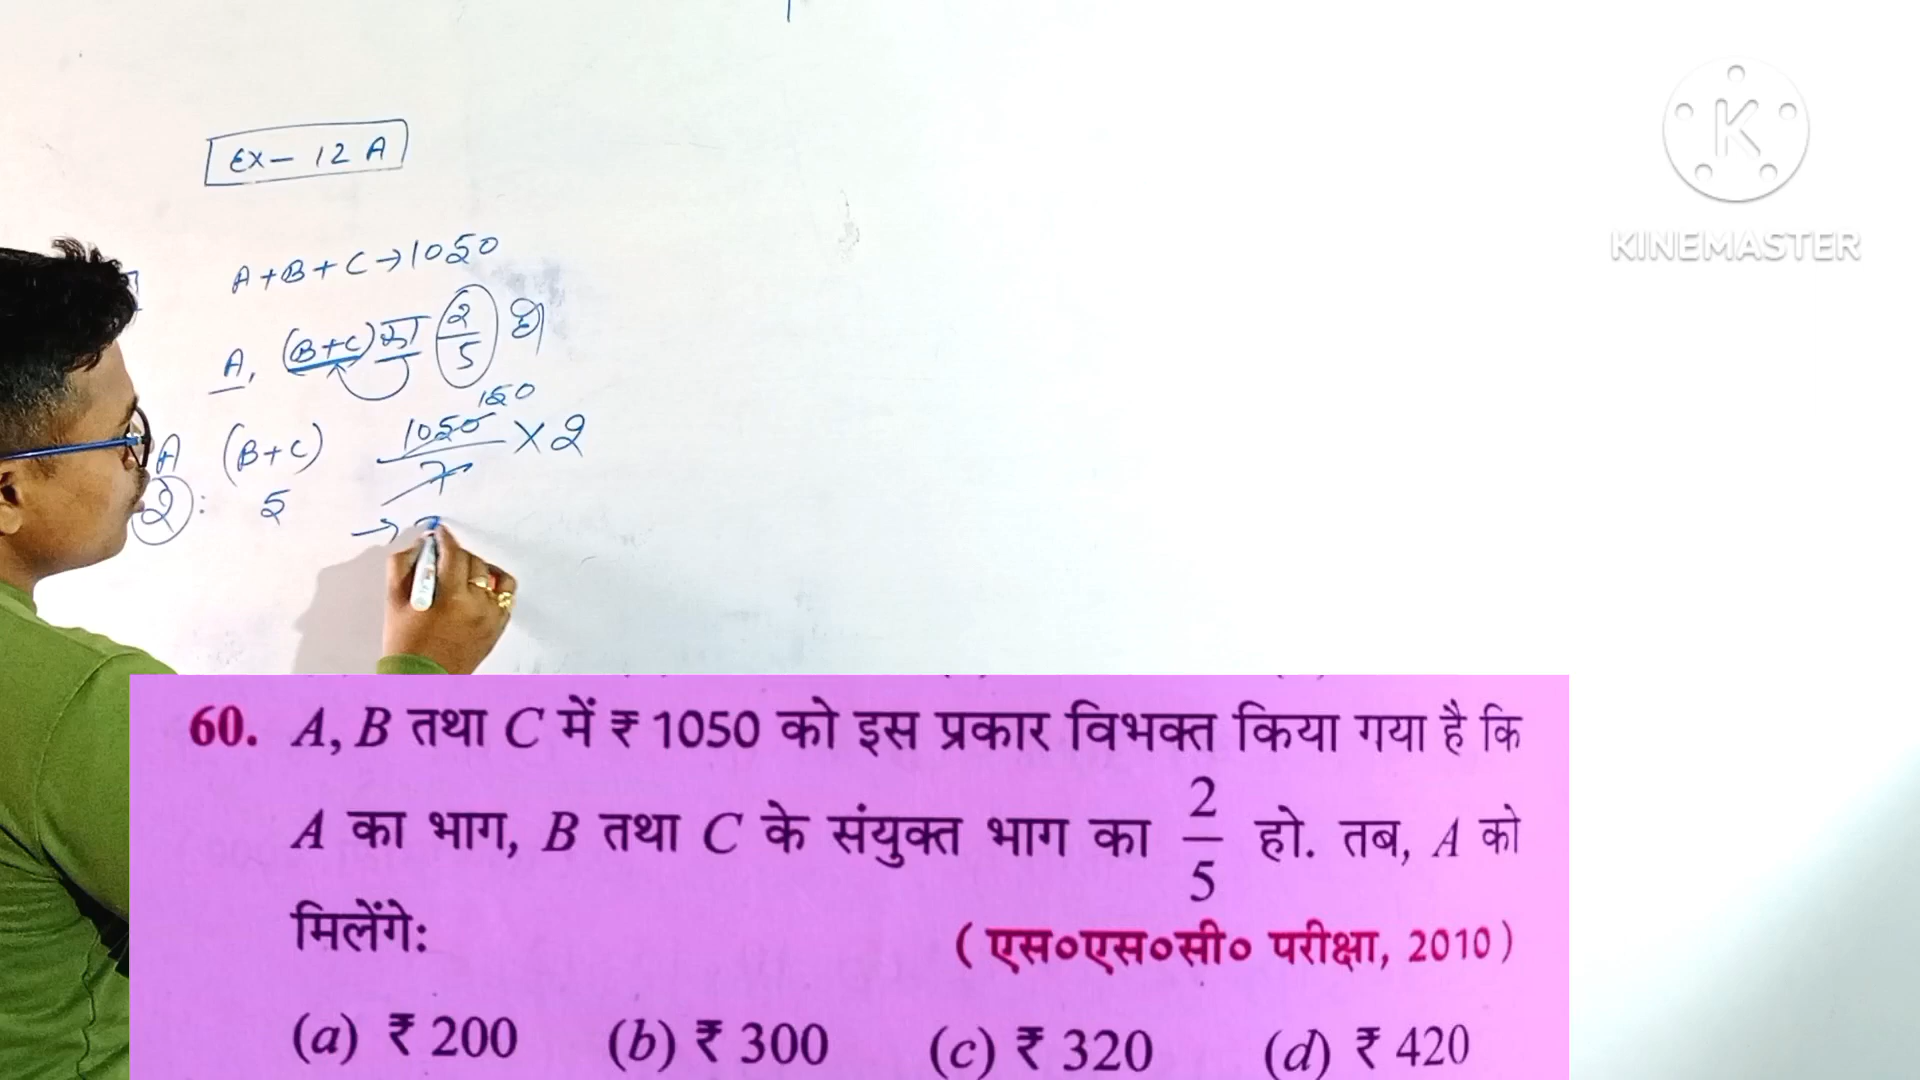 Ex- 12 A
A+B+C→1050
A, (B+C) का 2/5
150
A (B+C) 1050/7 × 2
2 : 5
→
K
KINEMASTER
60. A, B तथा C में ₹ 1050 को इस प्रकार विभक्त किया गया है कि
A का भाग, B तथा C के संयुक्त भाग का 2/5 हो. तब, A को
मिलेंगे:
( एस०एस०सी० परीक्षा, 2010 )
(a) ₹ 200 (b) ₹ 300 (c) ₹ 320 (d) ₹ 420